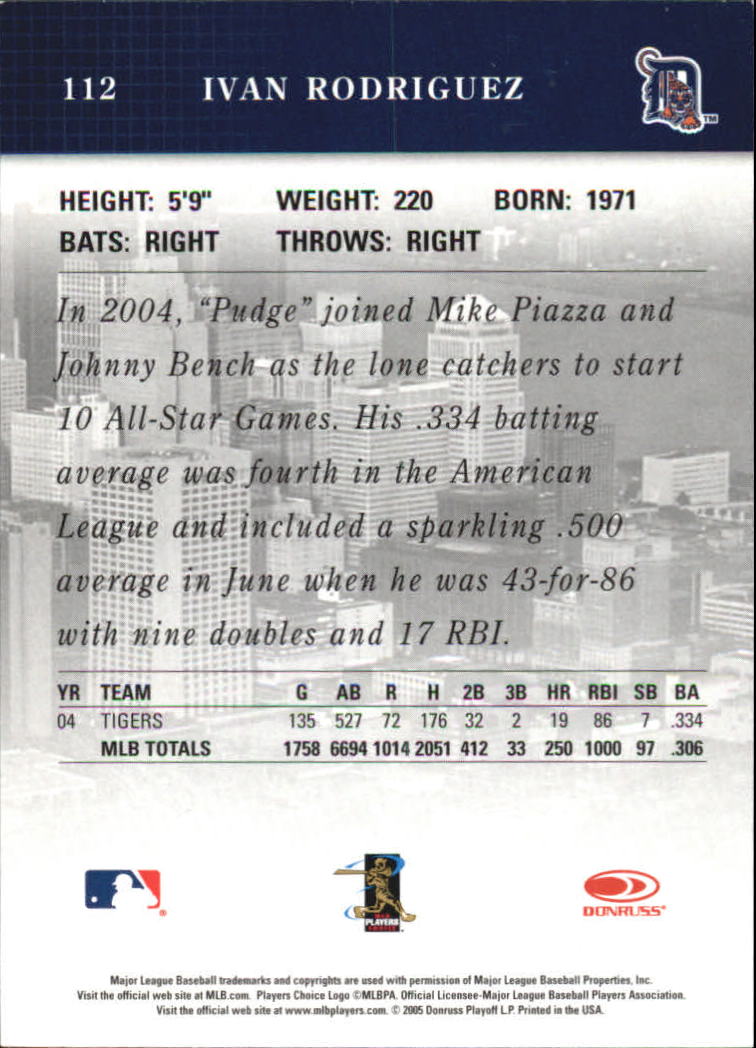 112 IVAN RODRIGUEZ
D TM
HEIGHT: 5'9" WEIGHT: 220 BORN: 1971
BATS: RIGHT THROWS: RIGHT
In 2004, “Pudge” joined Mike Piazza and
Johnny Bench as the lone catchers to start
10 All-Star Games. His .334 batting
average was fourth in the American
League and included a sparkling .500
average in June when he was 43-for-86
with nine doubles and 17 RBI.
YR TEAM G AB R H 2B 3B HR RBI SB BA
04 TIGERS 135 527 72 176 32 2 19 86 7 .334
MLB TOTALS 1758 6694 1014 2051 412 33 250 1000 97 .306
PLAYERS
DONRUSS®
Major League Baseball trademarks and copyrights are used with permission of Major League Baseball Properties, Inc.
Visit the official web site at MLB.com. Players Choice Logo ©MLBPA. Official Licensee-Major League Baseball Players Association.
Visit the official web site at www.mlbplayers.com. © 2005 Donruss Playoff L.P. Printed in the USA.